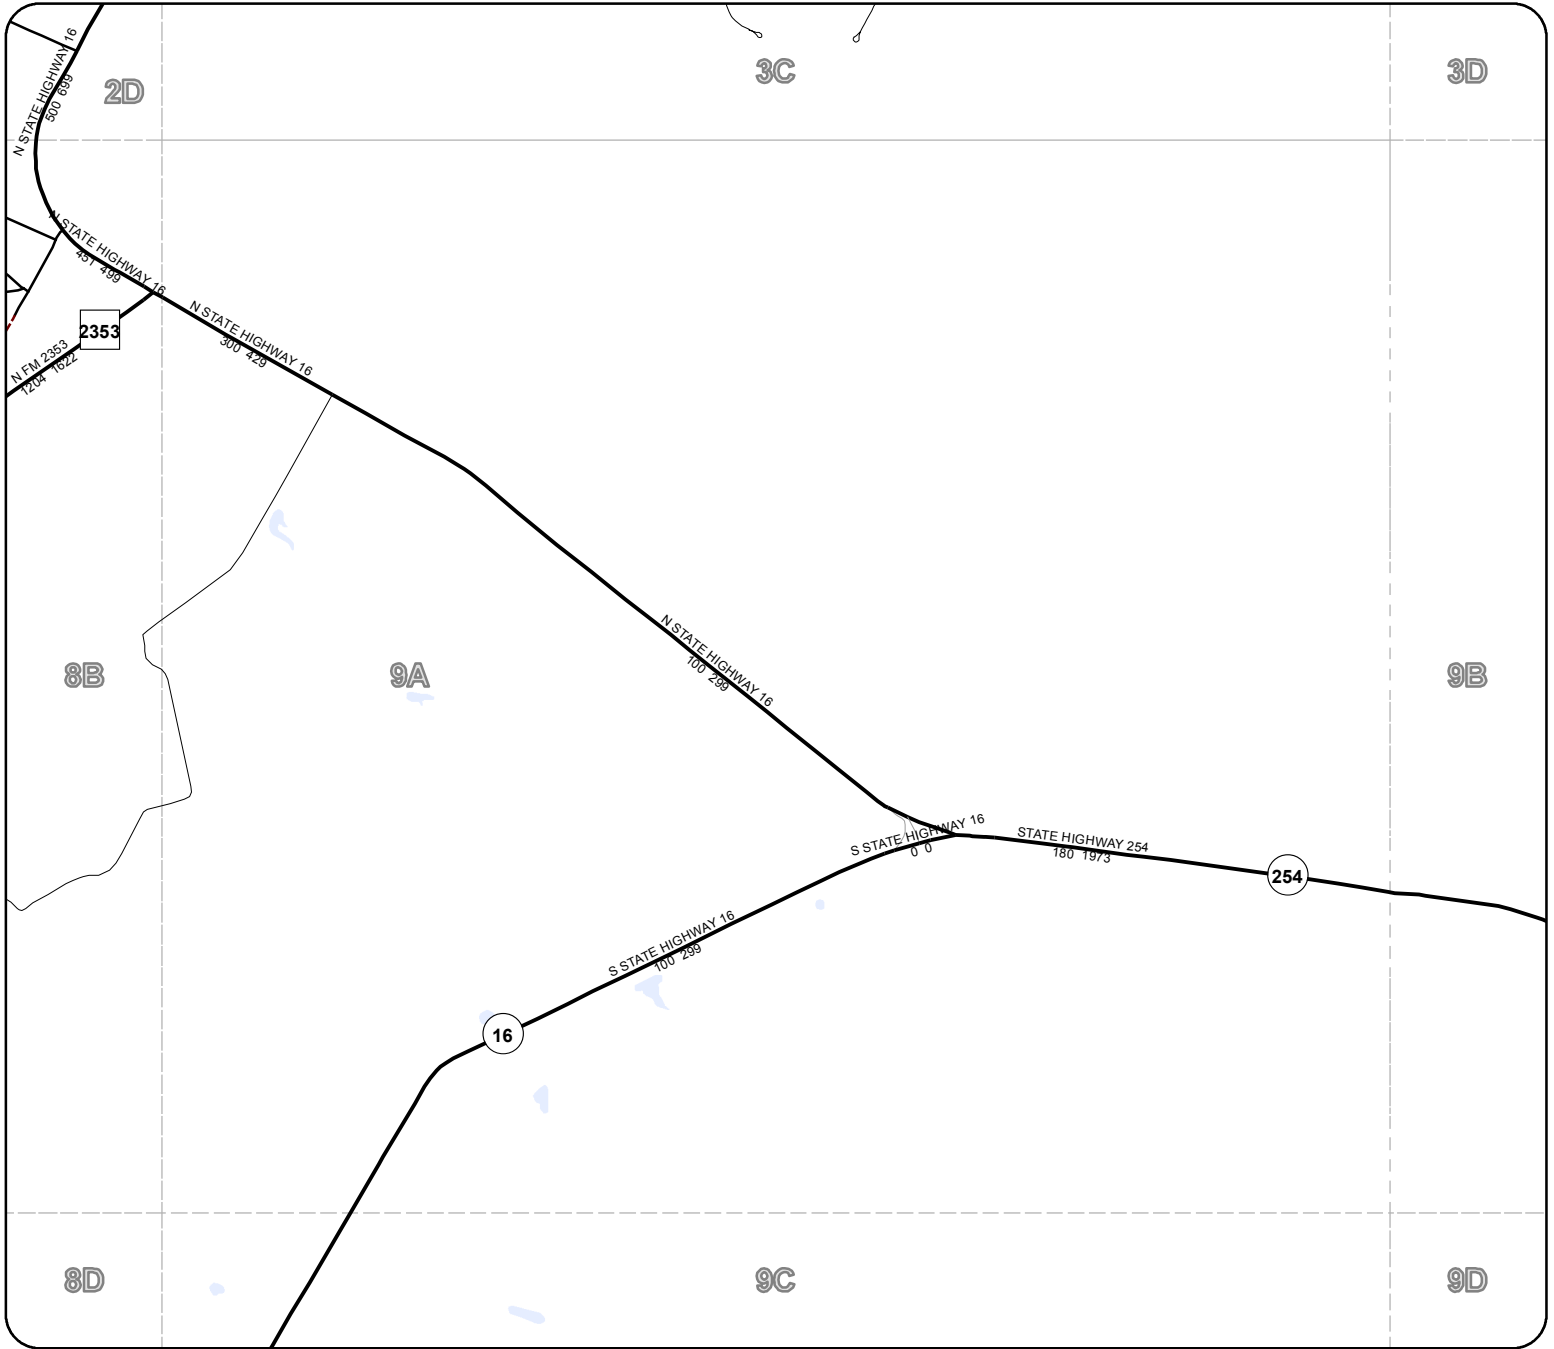 3C
3D
2D
N STATE HIGHWAY 16
500 699
N STATE HIGHWAY 16
451 499
N STATE HIGHWAY 16
300 429
2353
N FM 2353
1204 1622
N STATE HIGHWAY 16
100 299
8B
9A
9B
S STATE HIGHWAY 16
0 0
STATE HIGHWAY 254
180 1973
254
S STATE HIGHWAY 16
100 299
16
8D
9C
9D